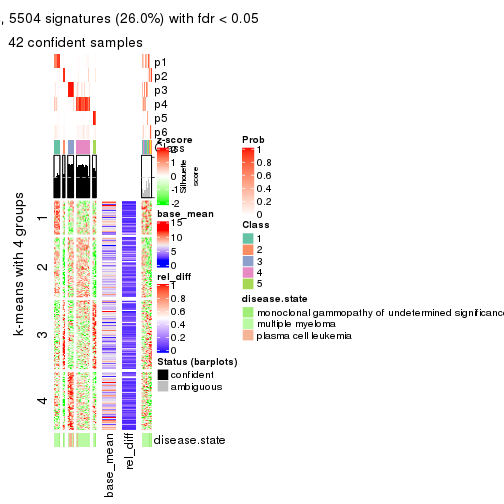 , 5504 signatures (26.0%) with fdr < 0.05
42 confident samples
p1
p2
p3
p4
p5
p6
Class
z-score
2
1
0
-1
-2
Silhouette
score
base_mean
15
10
5
0
rel_diff
1
0.8
0.6
0.4
0.2
0
Status (barplots)
confident
ambiguous
Prob
1
0.8
0.6
0.4
0.2
0
Class
1
2
3
4
5
disease.state
monoclonal gammopathy of undetermined significance
multiple myeloma
plasma cell leukemia
k-means with 4 groups
1
2
3
4
base_mean
rel_diff
disease.state